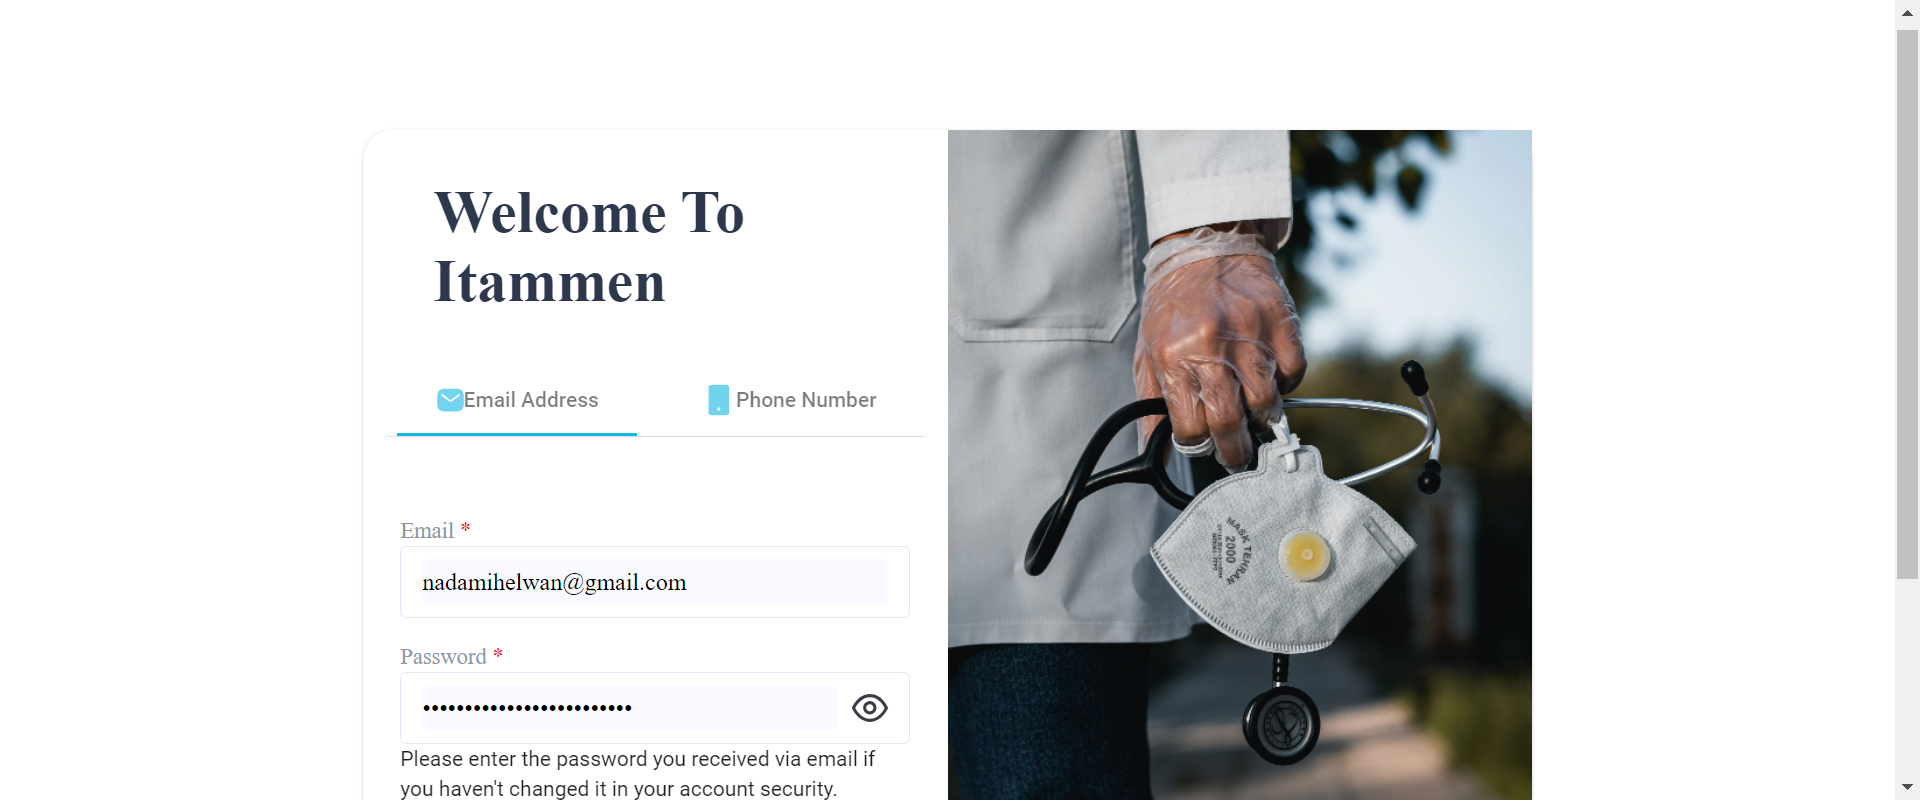 Welcome To
Itammen
Email Address
Phone Number
Email *
nadamihelwan@gmail.com
Password *
•••••••••••••••••••••••••
Please enter the password you received via email if
you haven't changed it in your account security.
MASK TEHRAN
2000